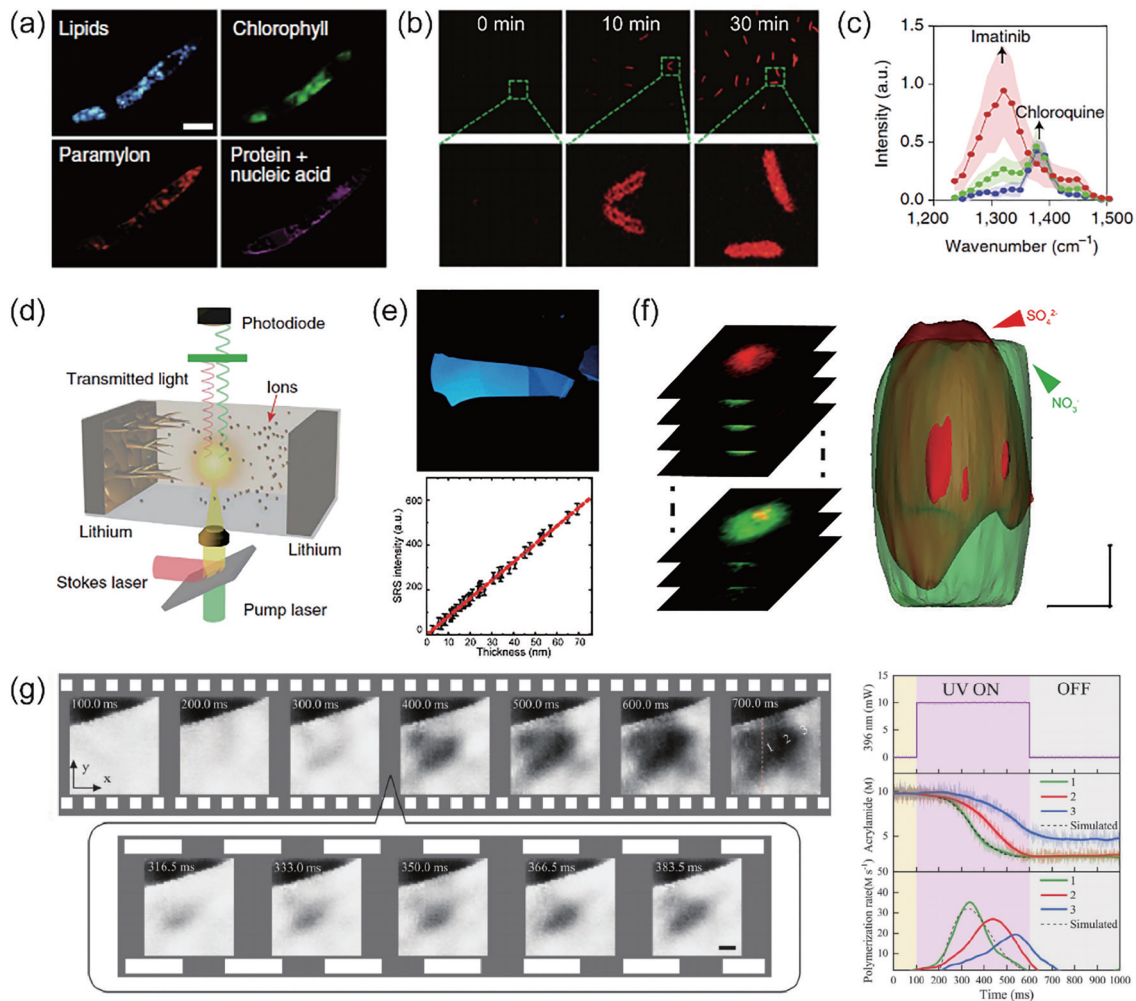 (a)
Lipids
Chlorophyll
Paramylon
Protein +
nucleic acid
(b)
0 min
10 min
30 min
(c)
Imatinib
Chloroquine
Intensity (a.u.)
1.5
1.0
0.5
0
1,200
1,300
1,400
1,500
Wavenumber (cm⁻¹)
(d)
Photodiode
Transmitted light
Ions
Lithium
Lithium
Stokes laser
Pump laser
(e)
SRS intensity (a.u.)
600
400
200
0
0 10 20 30 40 50 60 70
Thickness (nm)
(f)
SO₄²⁻
NO₃⁻
(g)
100.0 ms
200.0 ms
300.0 ms
400.0 ms
500.0 ms
600.0 ms
700.0 ms
y
x
1 2 3
316.5 ms
333.0 ms
350.0 ms
366.5 ms
383.5 ms
396 nm (mW)
15
10
5
0
UV ON
OFF
Acrylamide (M)
10
5
1
2
3
Simulated
Polymerization rate(M s⁻¹)
50
40
30
20
1
2
3
Simulated
0 100 200 300 400 500 600 700 800 900 1000
Time (ms)